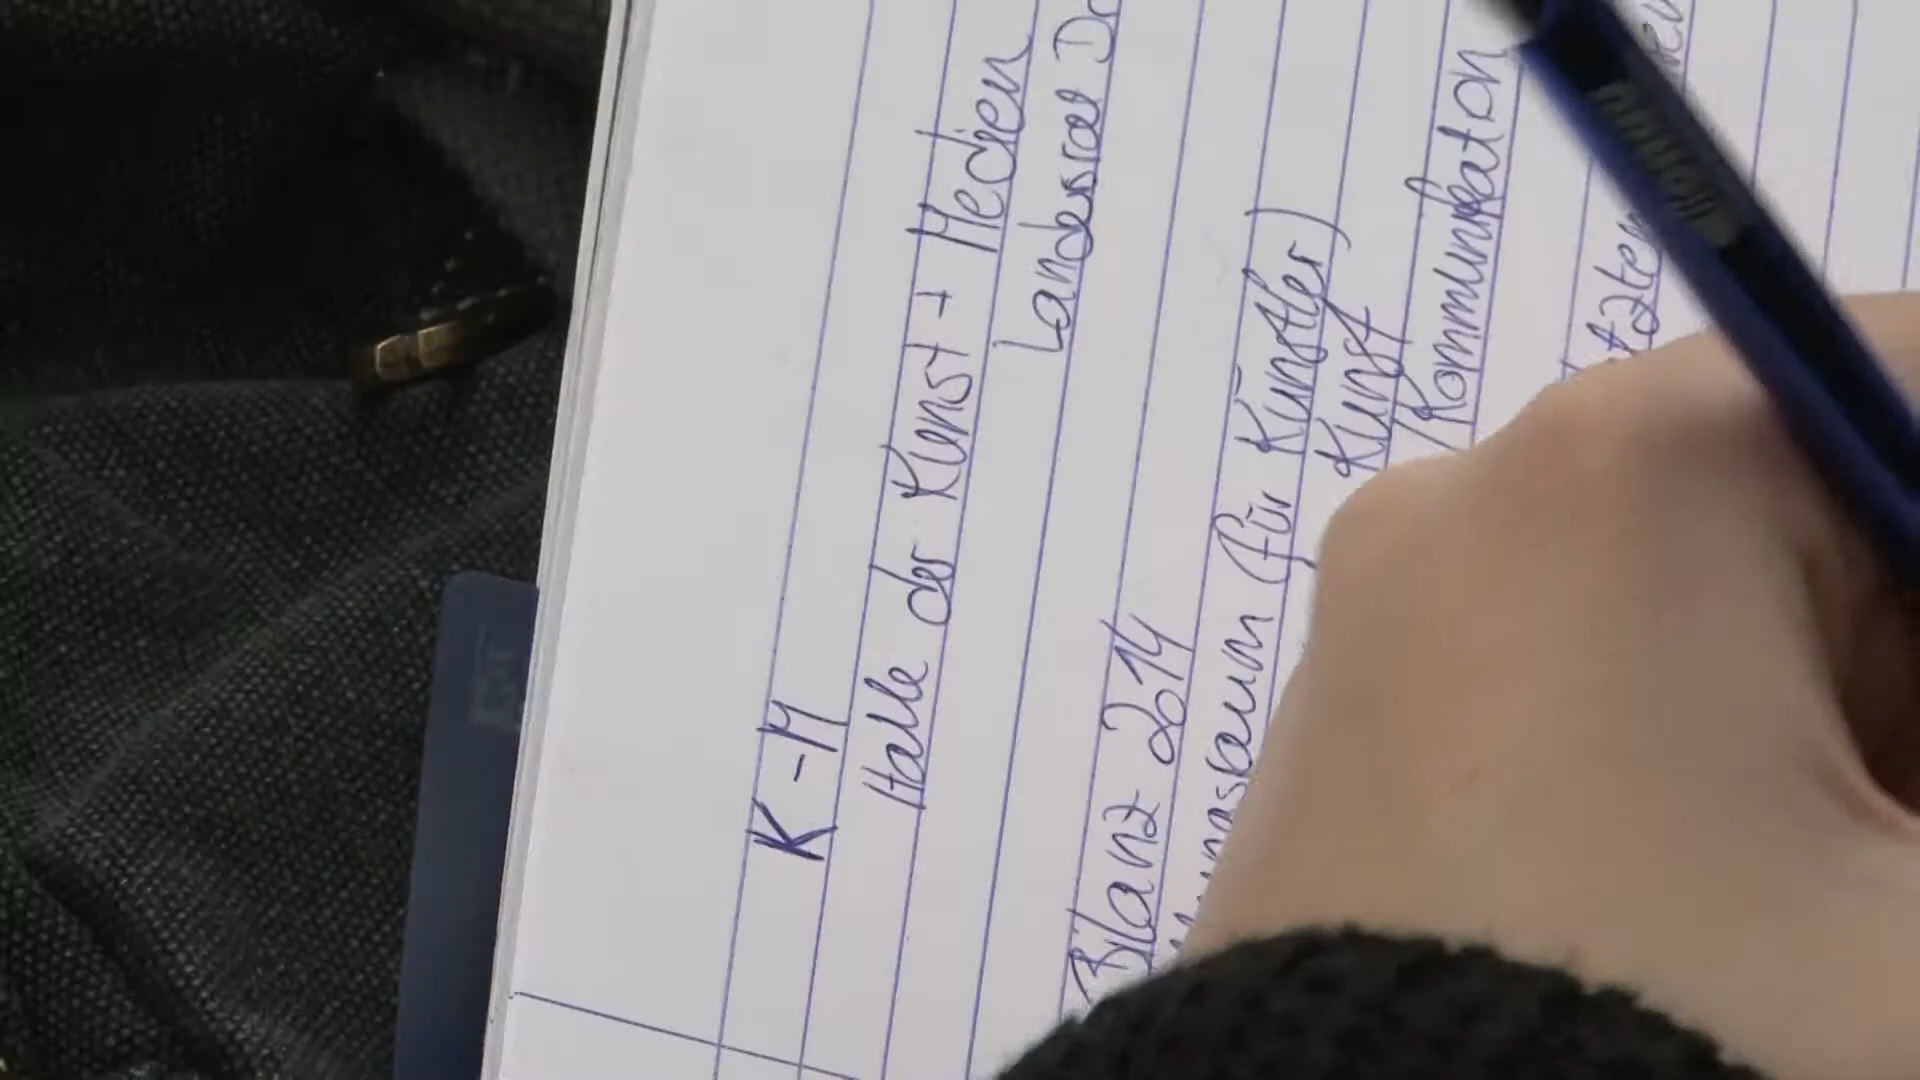 K-M
Halle der Kunst + Medien
Landesrat
Bilanz 2014
(für Künstler)
Kunst
/Kommunikation